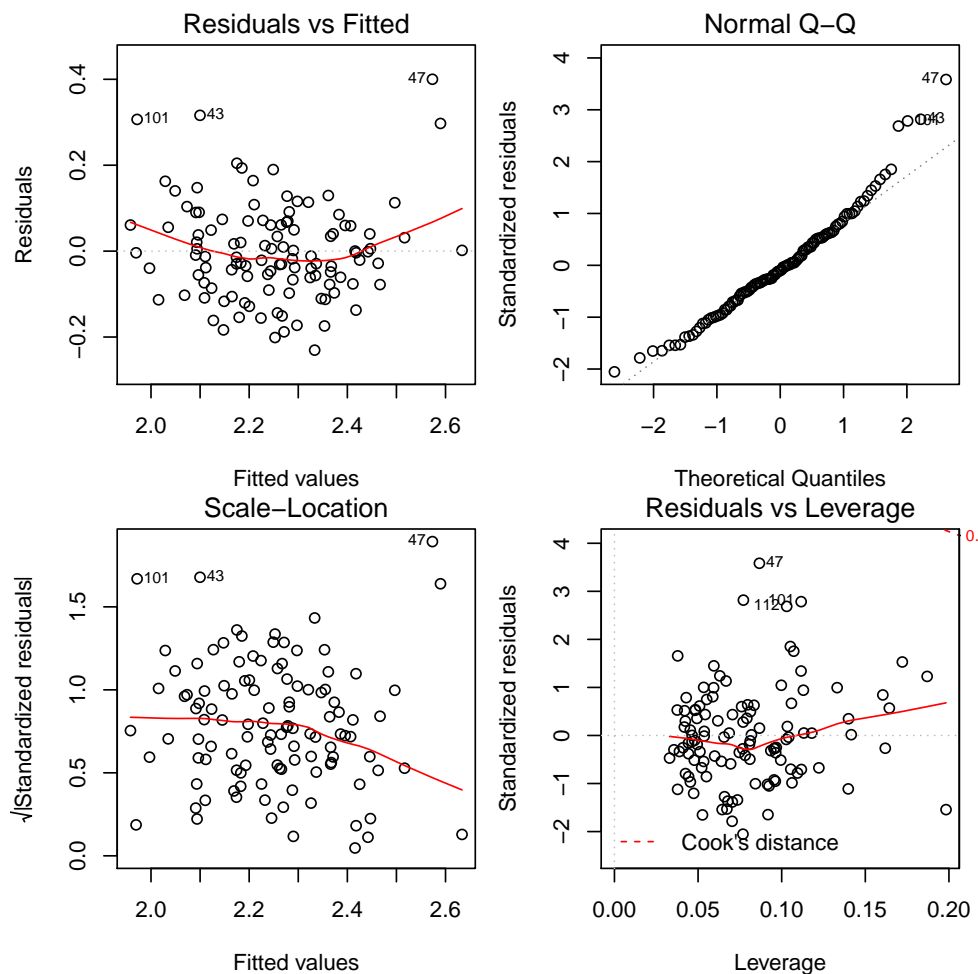 Residuals vs Fitted
Residuals
0.4
0.2
0.0
−0.2
47
101
43
2.0 2.2 2.4 2.6
Fitted values
Normal Q−Q
Standardized residuals
4
3
2
1
0
−1
−2
47
43
−2 −1 0 1 2
Theoretical Quantiles
Scale−Location
√|Standardized residuals|
1.5
1.0
0.5
0.0
47
101
43
2.0 2.2 2.4 2.6
Fitted values
Residuals vs Leverage
Standardized residuals
4
3
2
1
0
−1
−2
0.
47
101
112
Cook's distance
0.00 0.05 0.10 0.15 0.20
Leverage